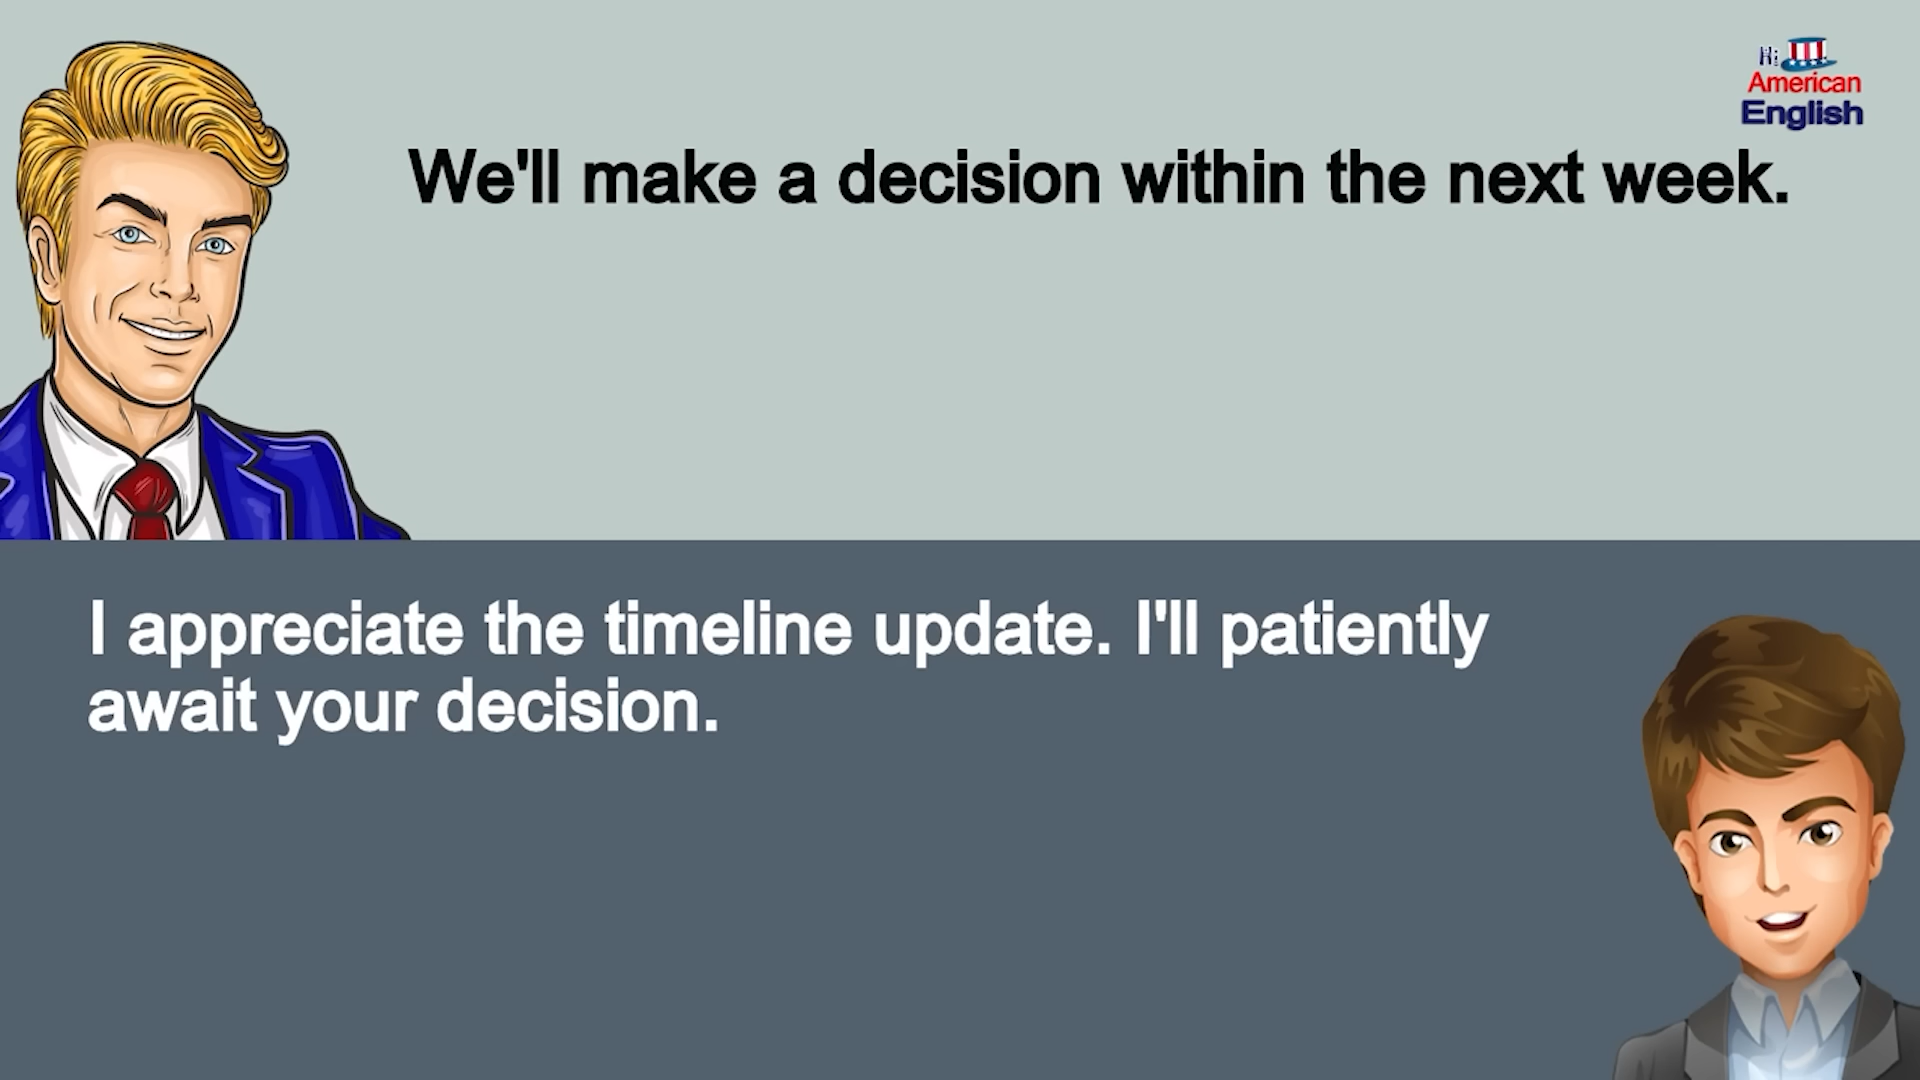 Hi
American
English
We'll make a decision within the next week.
I appreciate the timeline update. I'll patiently
await your decision.